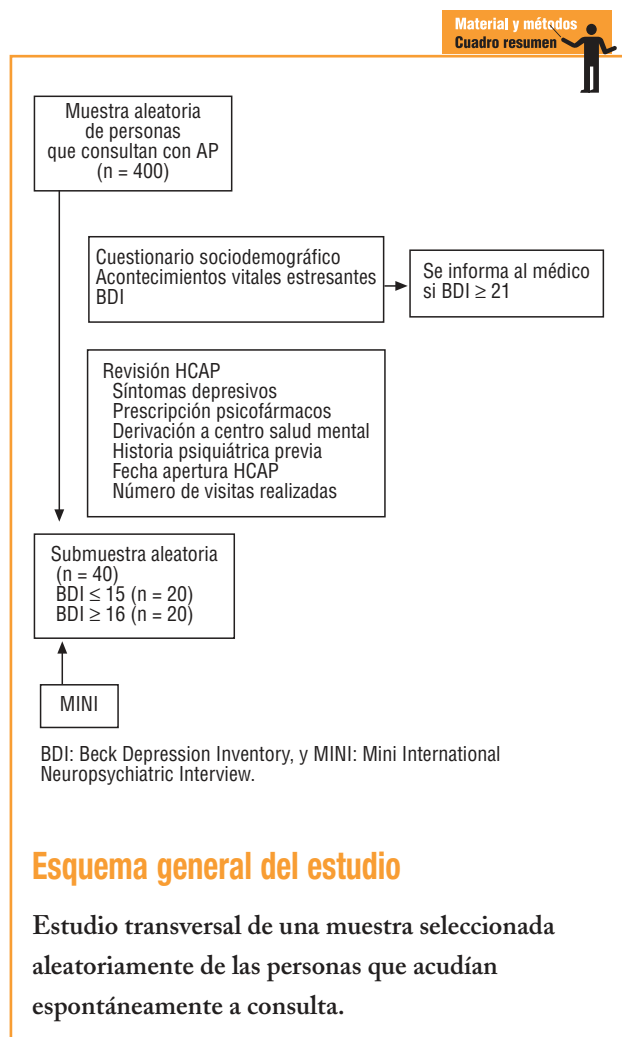 Material y métodos
Cuadro resumen
Muestra aleatoria
de personas
que consultan con AP
(n = 400)
Cuestionario sociodemográfico
Acontecimientos vitales estresantes
BDI
Se informa al médico
si BDI ≥ 21
Revisión HCAP
Síntomas depresivos
Prescripción psicofármacos
Derivación a centro salud mental
Historia psiquiátrica previa
Fecha apertura HCAP
Número de visitas realizadas
Submuestra aleatoria
(n = 40)
BDI ≤ 15 (n = 20)
BDI ≥ 16 (n = 20)
MINI
BDI: Beck Depression Inventory, y MINI: Mini International
Neuropsychiatric Interview.
Esquema general del estudio
Estudio transversal de una muestra seleccionada
aleatoriamente de las personas que acudían
espontáneamente a consulta.